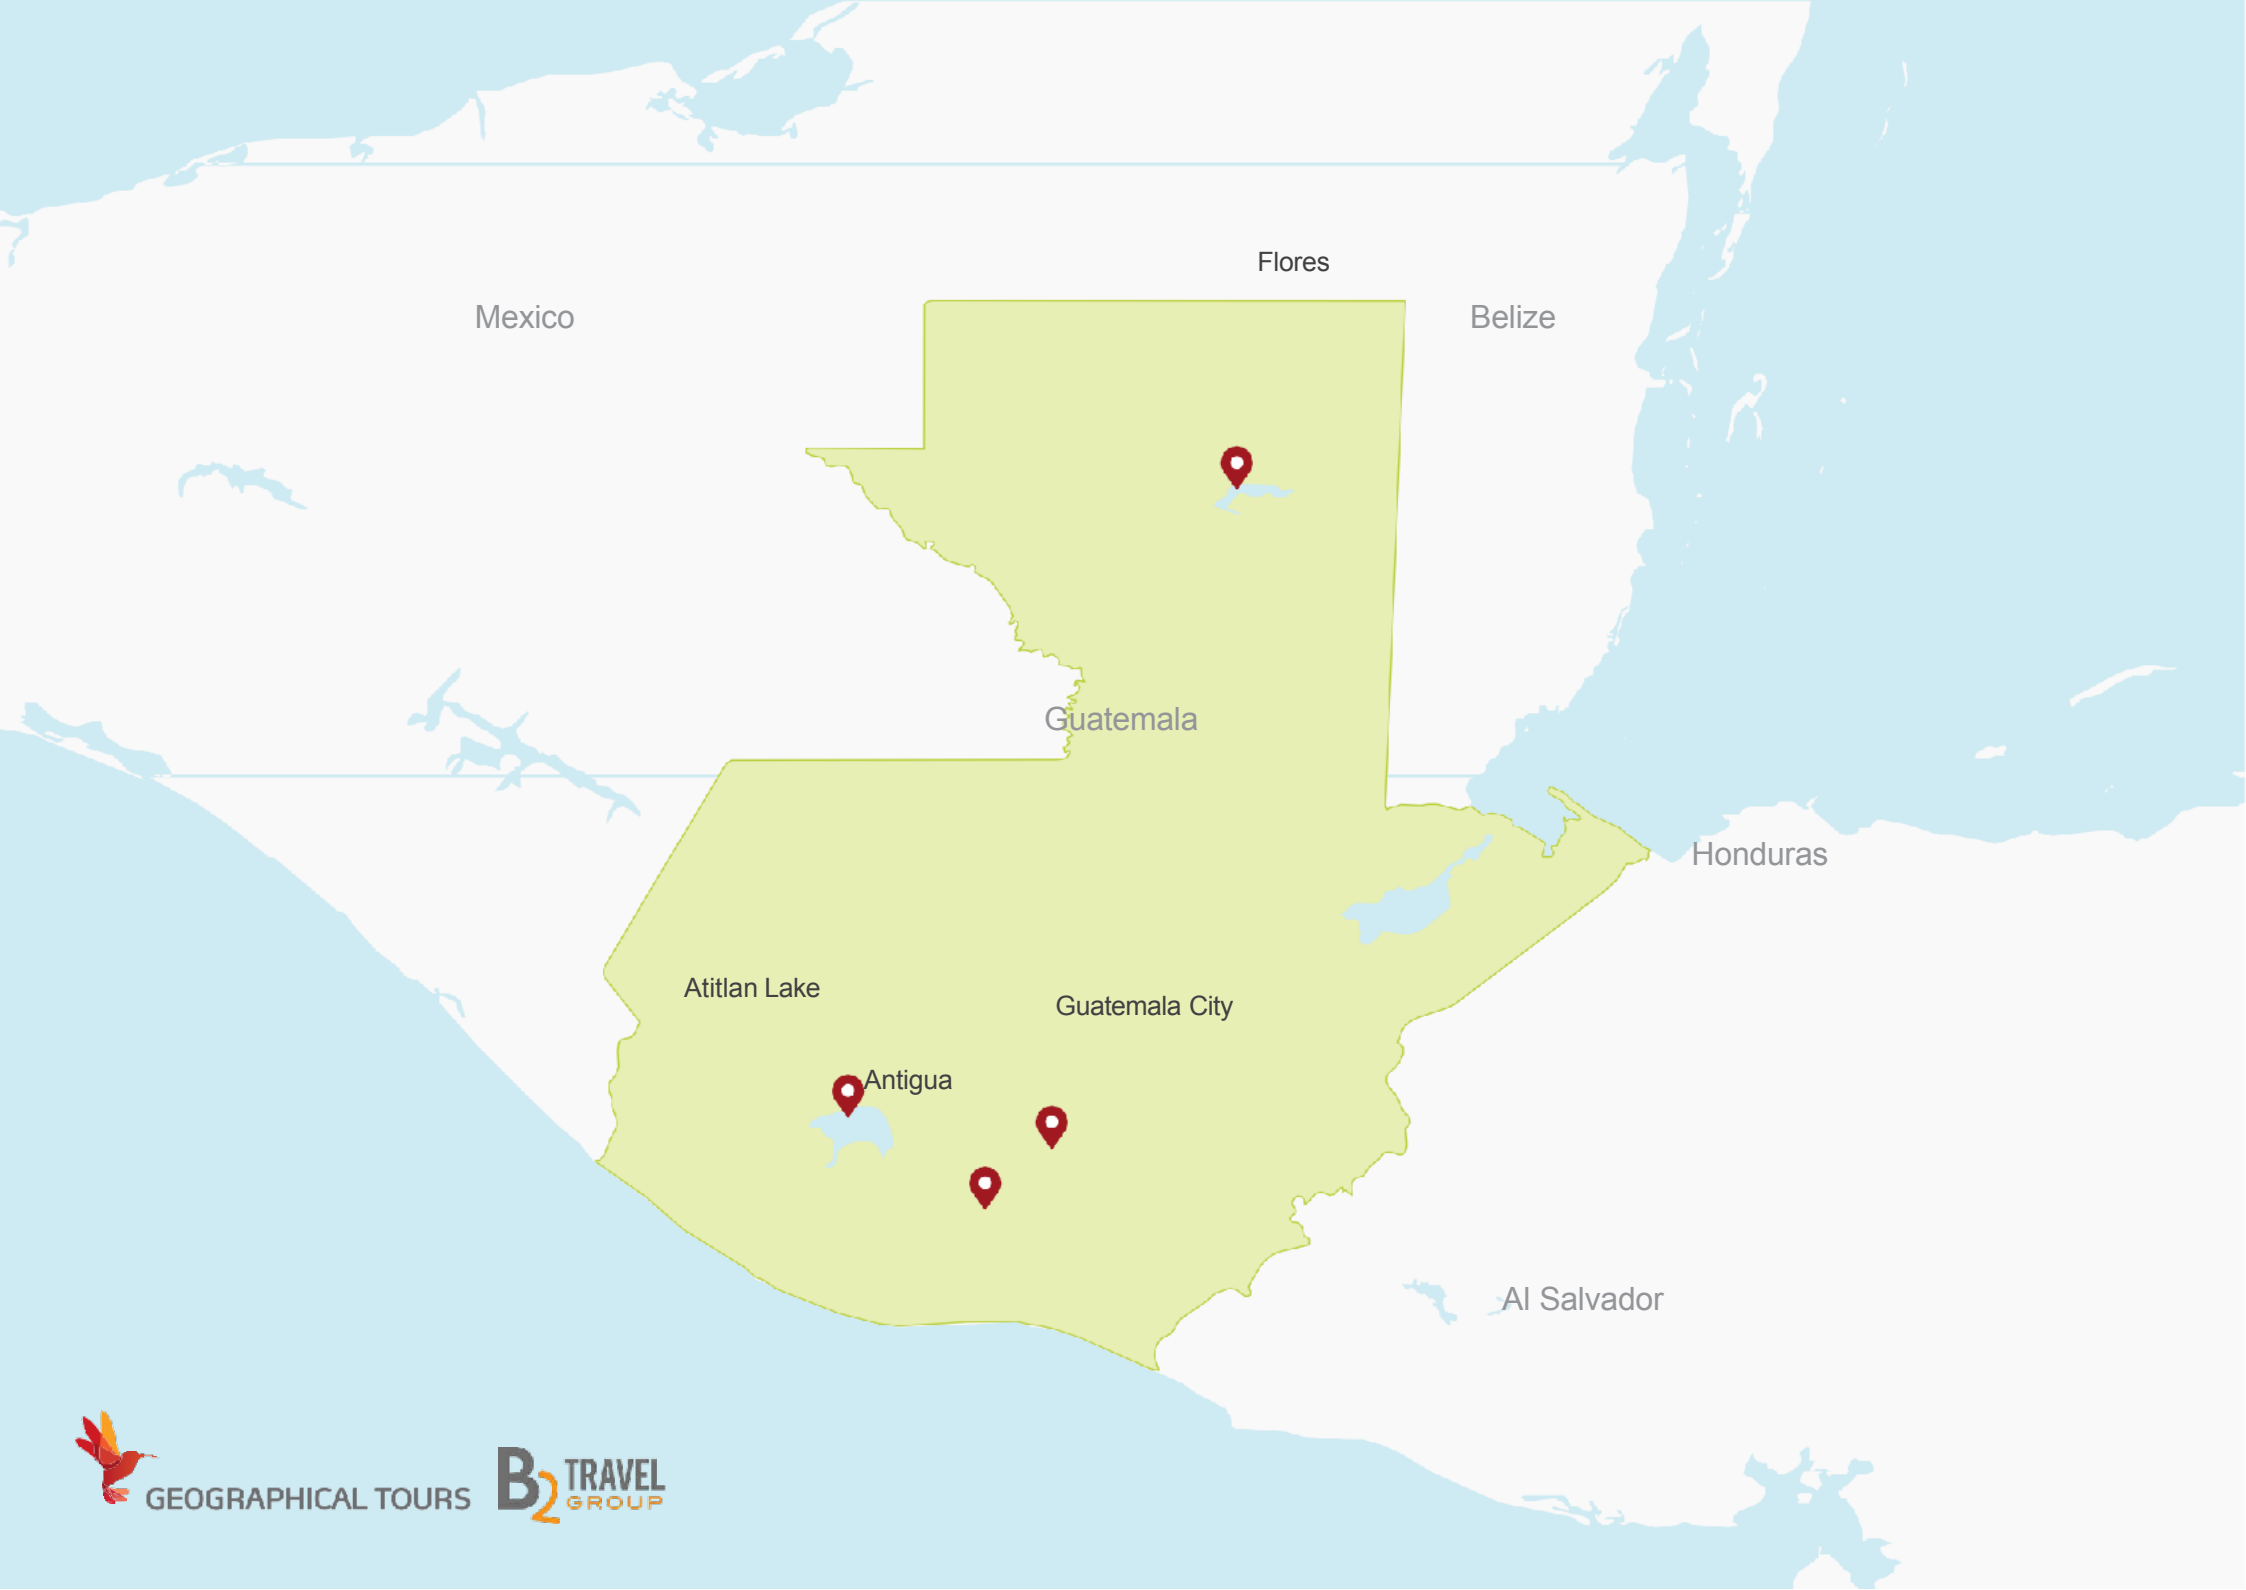 Flores
Mexico
Belize
Guatemala
Honduras
Atitlan Lake
Guatemala City
Antigua
Al Salvador
GEOGRAPHICAL TOURS
B2 TRAVEL
GROUP